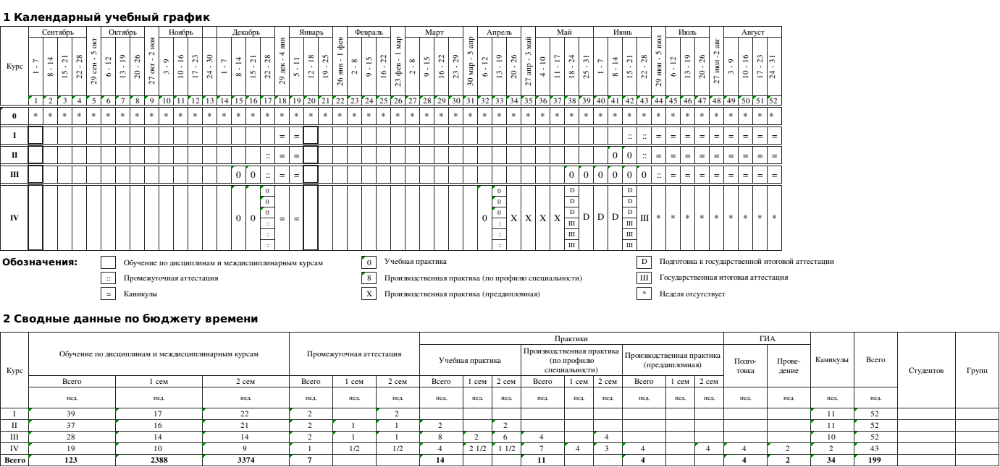 1 Календарный учебный график
Курс Сентябрь 29 сен - 5 окт Октябрь 27 окт - 2 ноя Ноябрь Декабрь 29 дек - 4 янв Январь 26 янв - 1 фев Февраль 23 фев - 1 мар Март 30 мар - 5 апр Апрель 27 апр - 3 май Май Июнь 29 июн - 5 июл Июль 27 июл -2 авг Август
1 - 7 8 - 14 15 - 21 22 - 28 6 - 12 13 - 19 20 - 26 3 - 9 10 - 16 17 - 23 24 - 30 1 - 7 8 - 14 15 - 21 22 - 28 5 - 11 12 - 18 19 - 25 2 - 8 9 - 15 16 - 22 2 - 8 9 - 15 16 - 22 23 - 29 6 - 12 13 - 19 20 - 26 4 - 10 11 - 17 18 - 24 25 - 31 1 - 7 8 - 14 15 - 21 22 - 28 6 - 12 13 - 19 20 - 26 3 - 9 10 - 16 17 - 23 24 - 31
1 2 3 4 5 6 7 8 9 10 11 12 13 14 15 16 17 18 19 20 21 22 23 24 25 26 27 28 29 30 31 32 33 34 35 36 37 38 39 40 41 42 43 44 45 46 47 48 49 50 51 52
0 * * * * * * * * * * * * * * * * * * * * * * * * * * * * * * * * * * * * * * * * * * * * * * * * * * * *
I = = :: :: = = = = = = = = =
II :: = = 0 0 :: = = = = = = = = =
III 0 0 :: = = 0 0 0 0 0 0 :: = = = = = = = =
IV 0 0 0 0 0 :: :: :: = = 0 0 0 0 :: :: :: X X X X D D D III III III D D D D D D III III III III * * * * * * * * *
Обозначения: Обучение по дисциплинам и междисциплинарным курсам 0 Учебная практика D Подготовка к государственной итоговой аттестации
:: Промежуточная аттестация 8 Производственная практика (по профилю специальности) III Государственная итоговая аттестация
= Каникулы X Производственная практика (преддипломная) * Неделя отсутствует
2 Сводные данные по бюджету времени
Курс Обучение по дисциплинам и междисциплинарным курсам Промежуточная аттестация Практики ГИА Каникулы Всего Студентов Групп
Учебная практика Производственная практика (по профилю специальности) Производственная практика (преддипломная) Подго-товка Прове-дение
Всего 1 сем 2 сем Всего 1 сем 2 сем Всего 1 сем 2 сем Всего 1 сем 2 сем Всего 1 сем 2 сем
нед. нед. нед. нед. нед. нед. нед. нед. нед. нед. нед. нед. нед. нед. нед. нед. нед. нед. нед.
I 39 17 22 2 2 11 52
II 37 16 21 2 1 1 2 2 11 52
III 28 14 14 2 1 1 8 2 6 4 4 10 52
IV 19 10 9 1 1/2 1/2 4 2 1/2 1 1/2 7 4 3 4 4 4 2 2 43
Всего 123 2388 3374 7 14 11 4 4 2 34 199